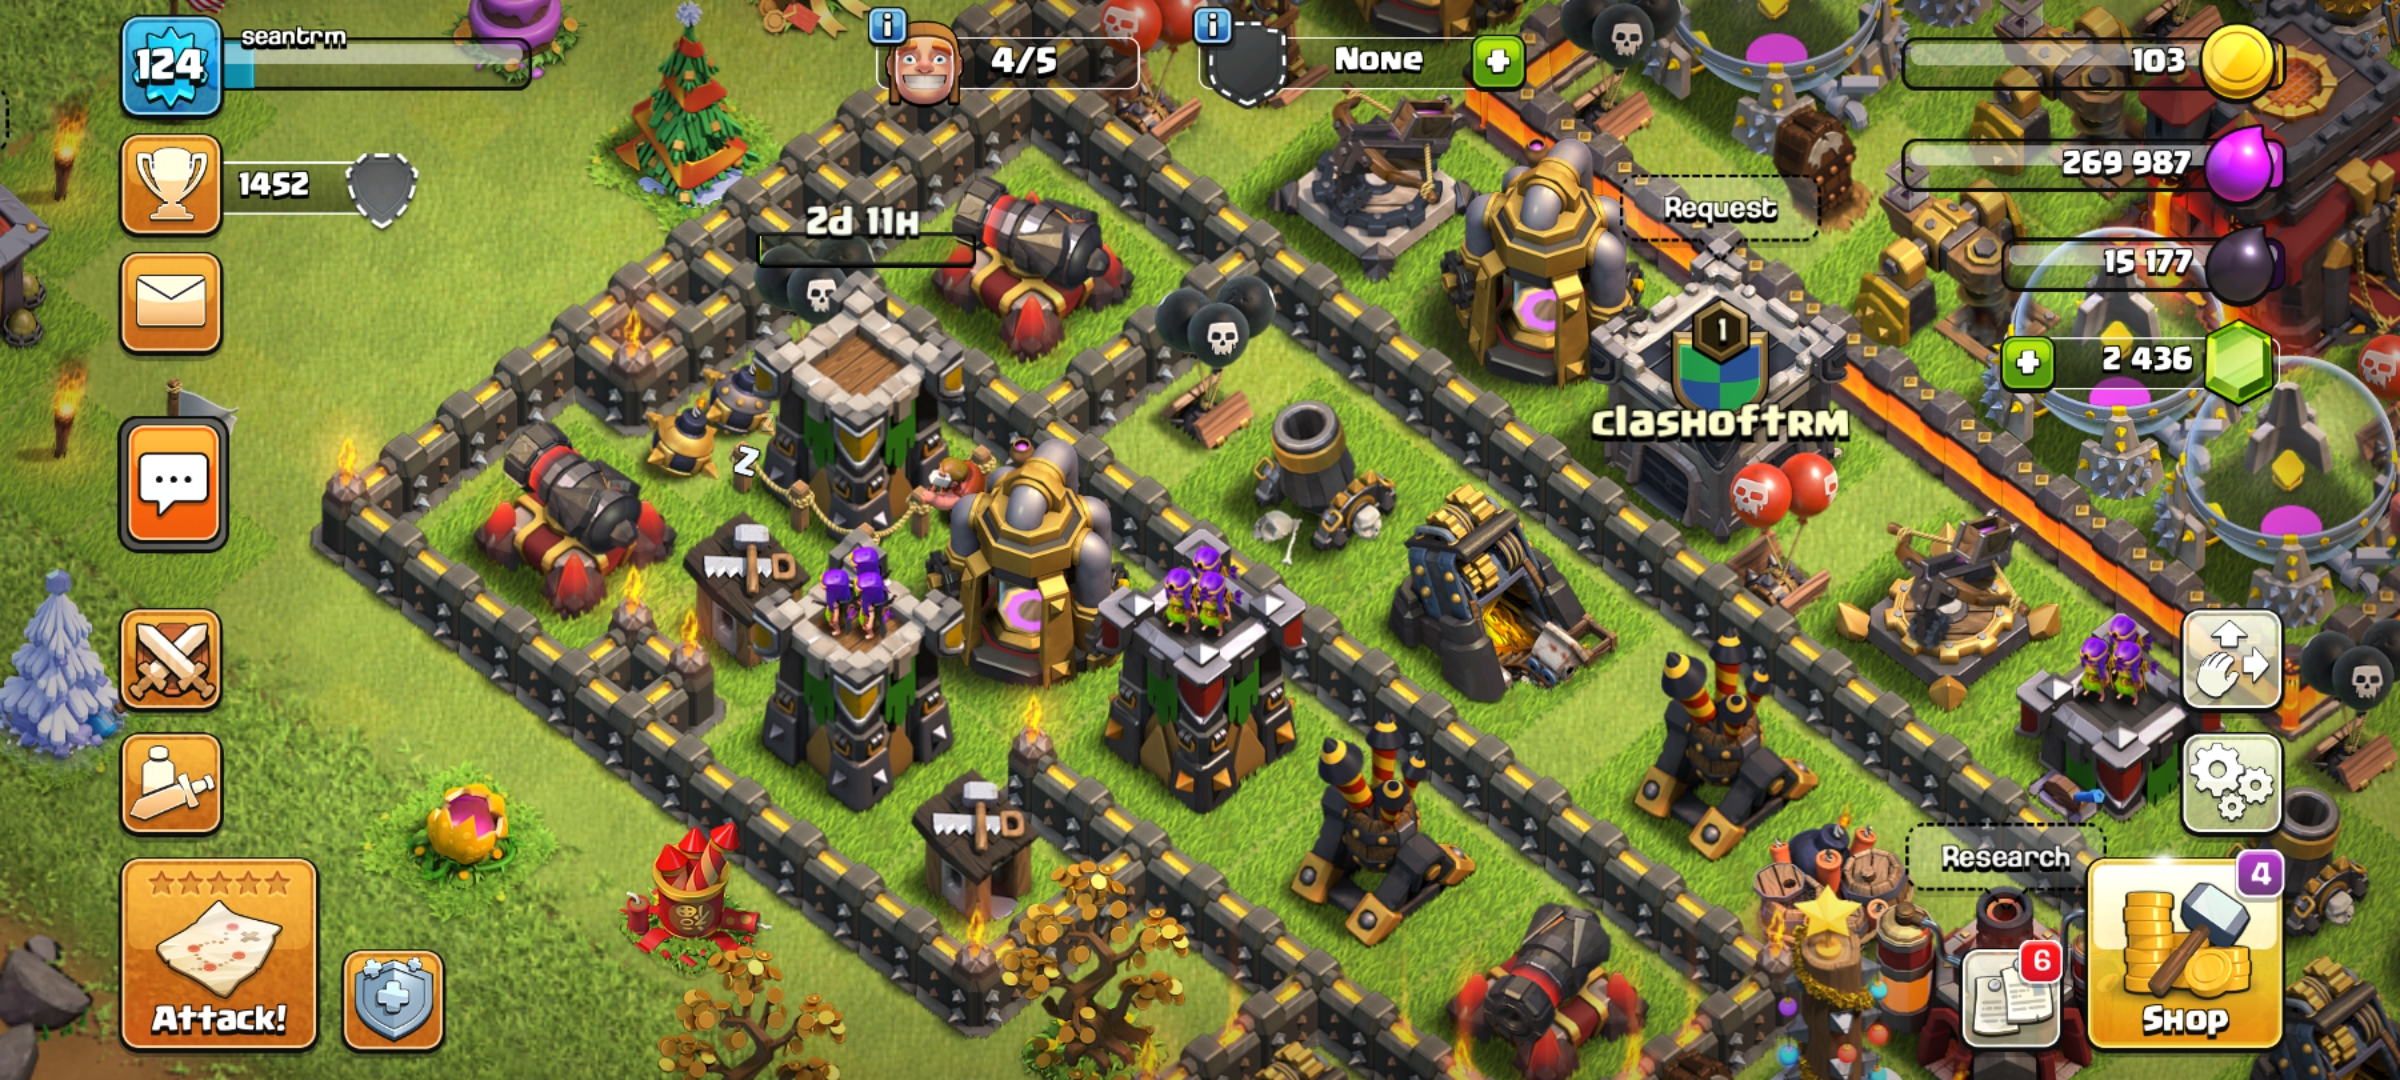 124
seantrm
4/5
None
103
1452
269 987
Request
2d 11H
15 177
1
2 436
clashoftRM
Z
Research
4
6
Attack!
Shop